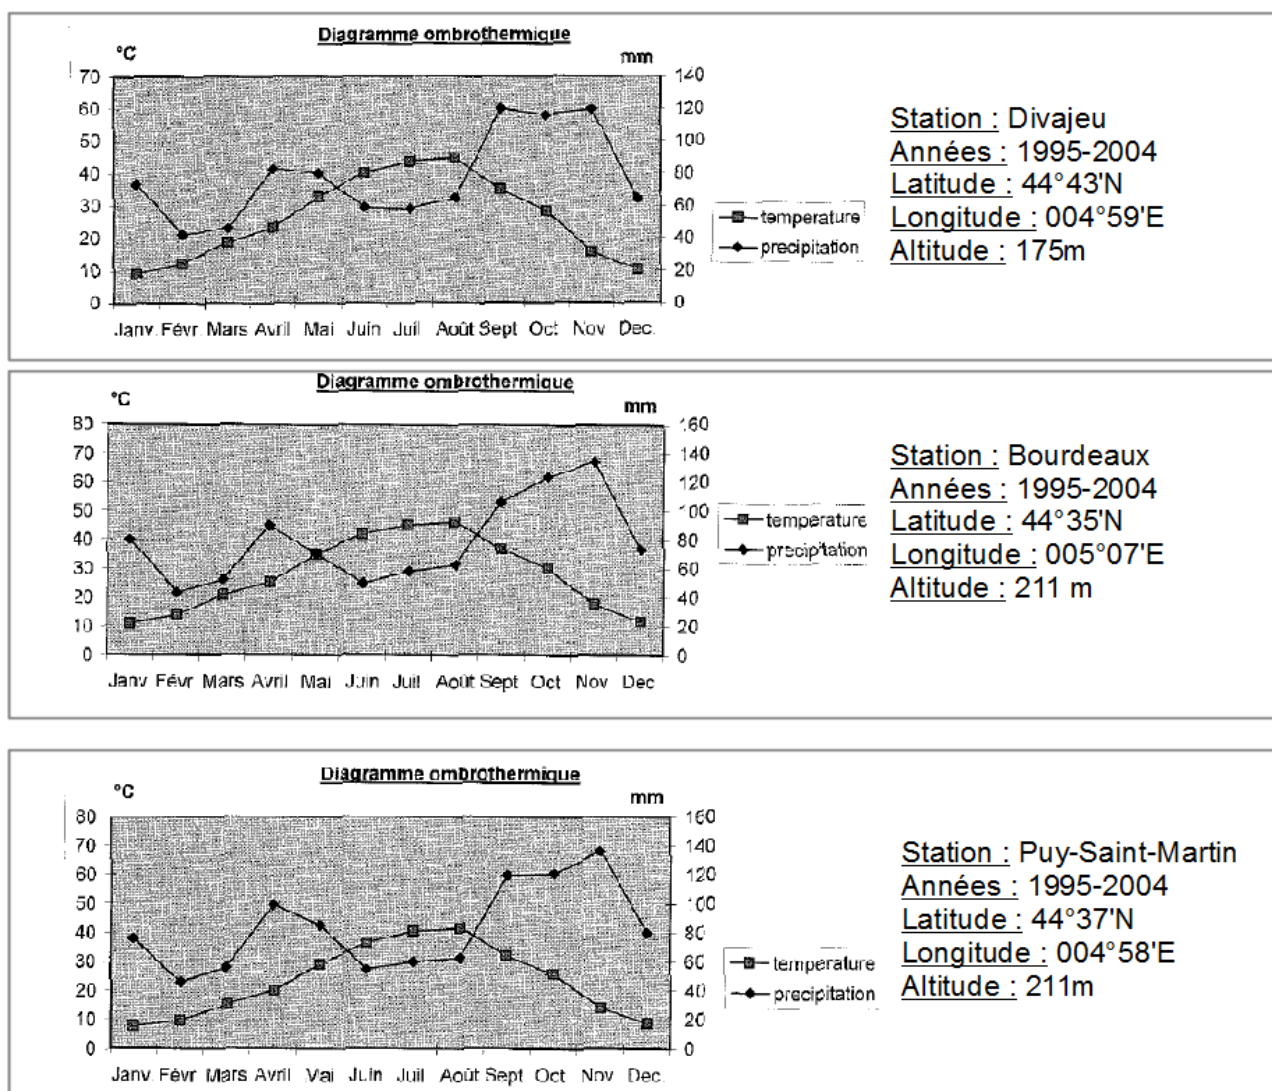 Diagramme ombrothermique
°C
mm
70
60
50
40
30
20
10
0
140
120
100
80
60
40
20
0
Janv. Févr. Mars Avril Mai Juin Juil Août Sept Oct Nov Dec.
temperature
precipitation
Station : Divajeu
Années : 1995-2004
Latitude : 44°43'N
Longitude : 004°59'E
Altitude : 175m
Diagramme ombrothermique
°C
mm
80
70
60
50
40
30
20
10
0
160
140
120
100
80
60
40
20
0
Janv Févr Mars Avril Mai Juin Juil Août Sept Oct Nov Dec
temperature
precipitation
Station : Bourdeaux
Années : 1995-2004
Latitude : 44°35'N
Longitude : 005°07'E
Altitude : 211 m
Diagramme ombrothermique
°C
mm
80
70
60
50
40
30
20
10
0
160
140
120
100
80
60
40
20
0
Janv. Févr Mars Avril Mai Juin Juil Août Sept Oct Nov Dec.
temperature
precipitation
Station : Puy-Saint-Martin
Années : 1995-2004
Latitude : 44°37'N
Longitude : 004°58'E
Altitude : 211m